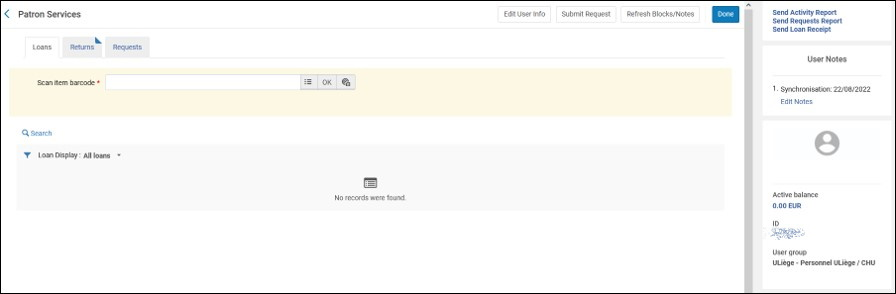 Patron Services
Edit User Info
Submit Request
Refresh Blocks/Notes
Done
Loans
Returns
Requests
Scan item barcode *
OK
Search
Loan Display : All loans
No records were found.
Send Activity Report
Send Requests Report
Send Loan Receipt
User Notes
1. Synchronisation: 22/08/2022
Edit Notes
Active balance
0.00 EUR
ID
User group
ULiège - Personnel ULiège / CHU